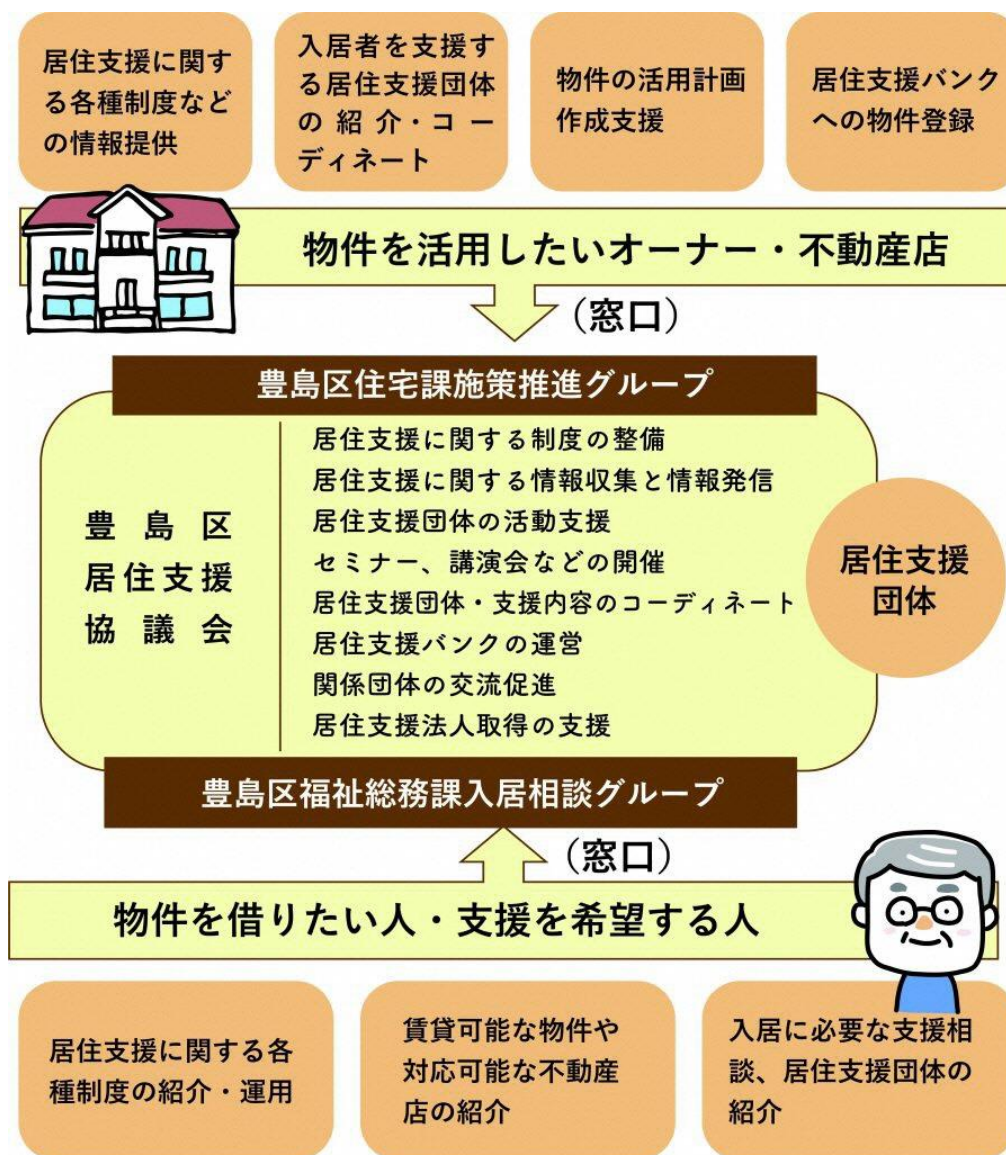 居住支援に関す
る各種制度など
の情報提供
入居者を支援す
る居住支援団体
の紹介・コー
ディネート
物件の活用計画
作成支援
居住支援バンク
への物件登録
物件を活用したいオーナー・不動産店
（窓口）
豊島区住宅課施策推進グループ
豊島区
居住支援
協議会
居住支援に関する制度の整備
居住支援に関する情報収集と情報発信
居住支援団体の活動支援
セミナー、講演会などの開催
居住支援団体・支援内容のコーディネート
居住支援バンクの運営
関係団体の交流促進
居住支援法人取得の支援
居住支援
団体
豊島区福祉総務課入居相談グループ
（窓口）
物件を借りたい人・支援を希望する人
居住支援に関する各
種制度の紹介・運用
賃貸可能な物件や
対応可能な不動産
店の紹介
入居に必要な支援相
談、居住支援団体の
紹介